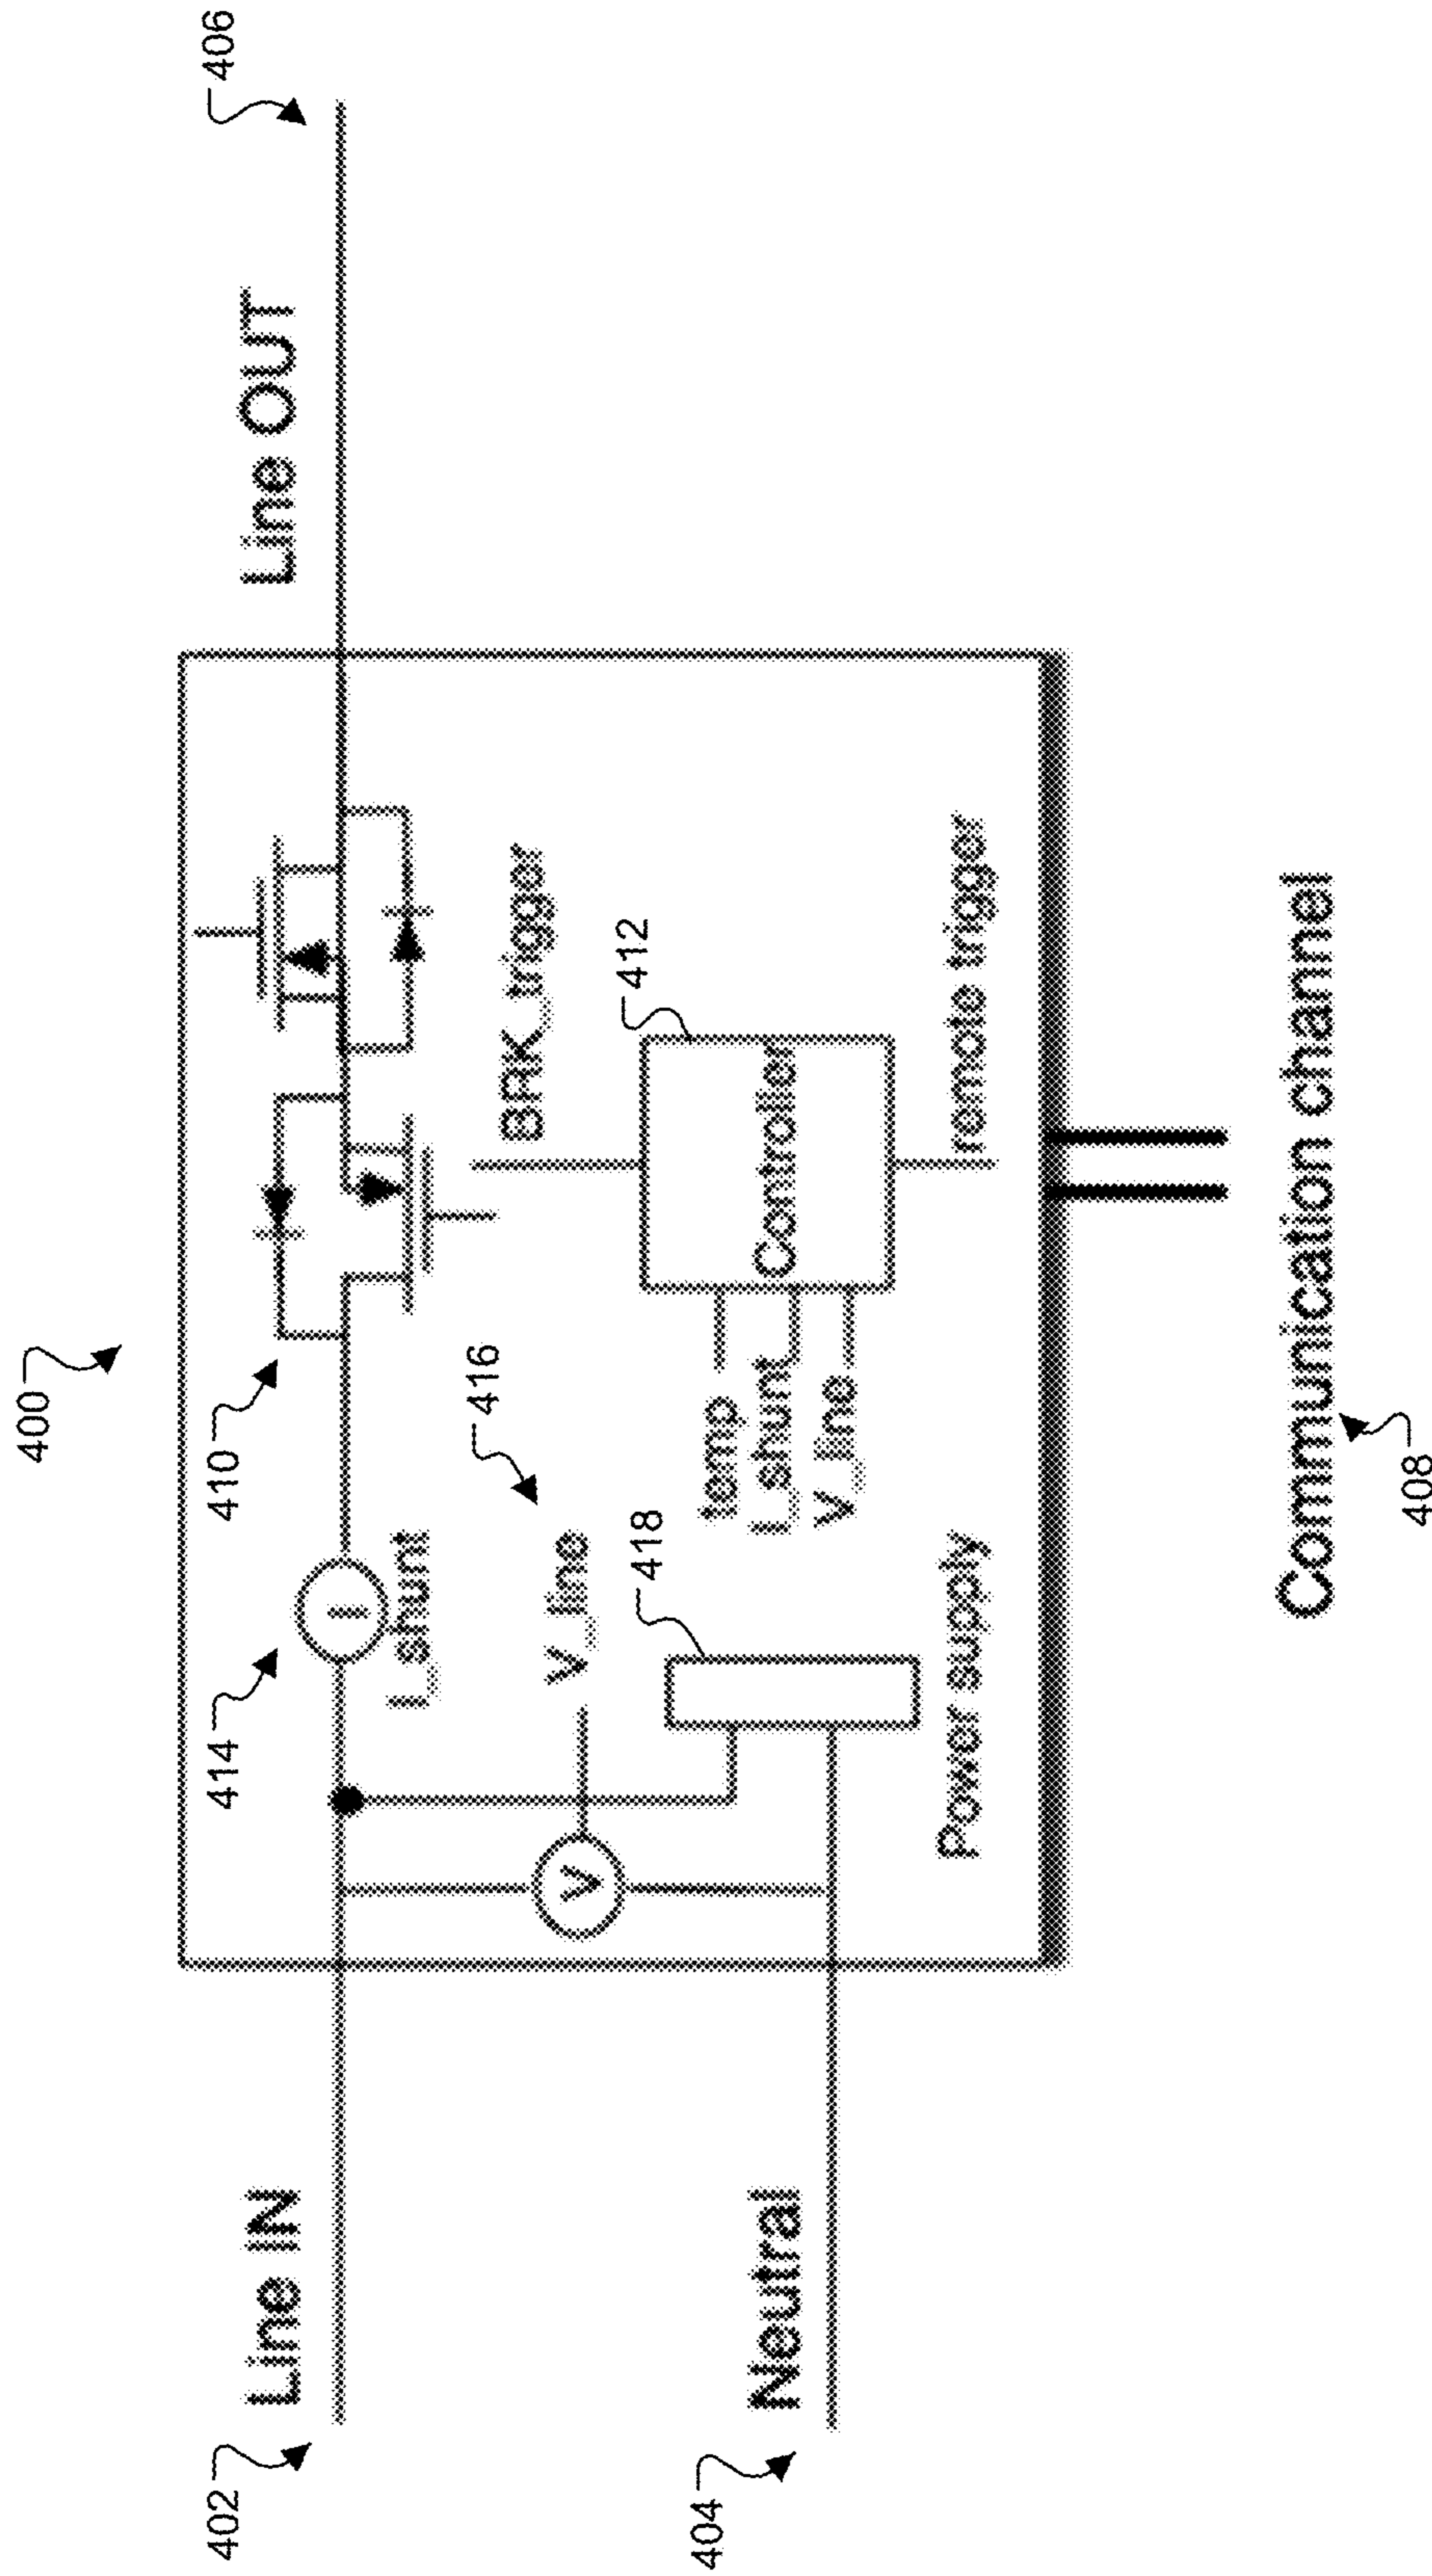 400
402
Line IN
414
I
I_shunt
410
Line OUT
406
416
V_line
V
BRK_trigger
404
Neutral
418
Power supply
temp
I_shunt
V_line
412
Controller
remote trigger
Communication channel
408